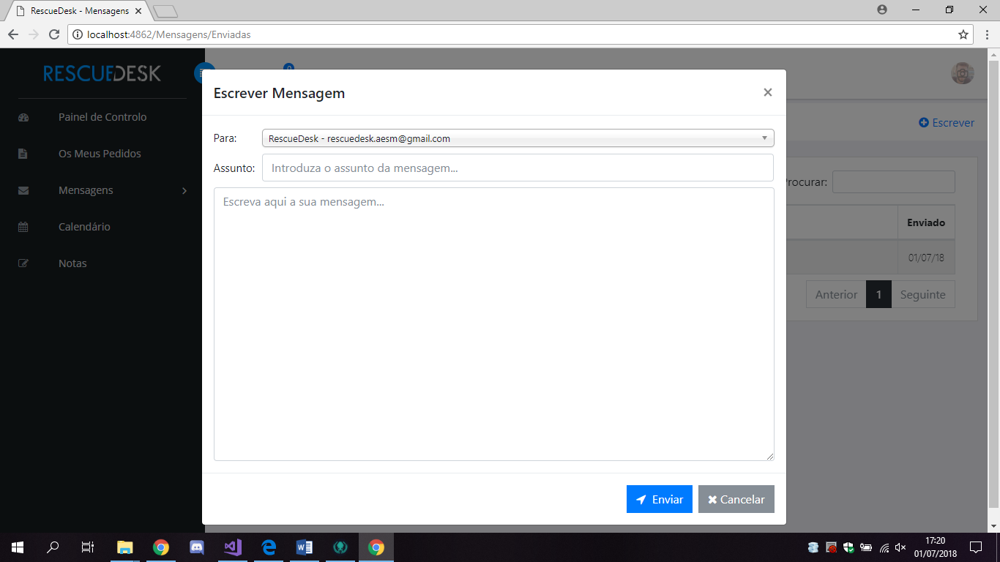 RescueDesk - Mensagens
localhost:4862/Mensagens/Enviadas
RESCUEDESK
0
Painel de Controlo
Os Meus Pedidos
Mensagens
Calendário
Notas
Escrever Mensagem
×
Para:
RescueDesk - rescuedesk.aesm@gmail.com
Assunto:
Introduza o assunto da mensagem...
Escreva aqui a sua mensagem...
Enviar
Cancelar
Escrever
Procurar:
Enviado
01/07/18
Anterior 1 Seguinte
17:20
01/07/2018